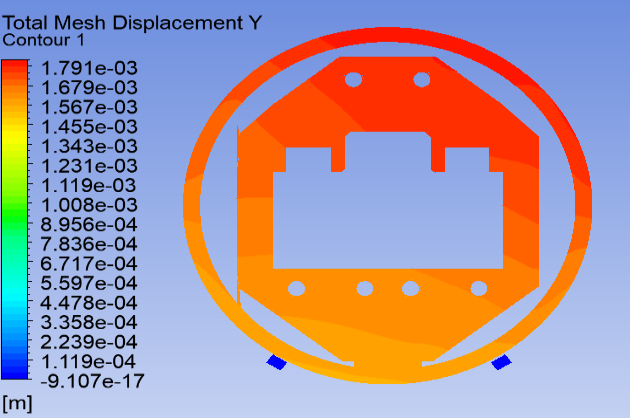 Total Mesh Displacement Y
Contour 1
1.791e-03
1.679e-03
1.567e-03
1.455e-03
1.343e-03
1.231e-03
1.119e-03
1.008e-03
8.956e-04
7.836e-04
6.717e-04
5.597e-04
4.478e-04
3.358e-04
2.239e-04
1.119e-04
-9.107e-17
[m]